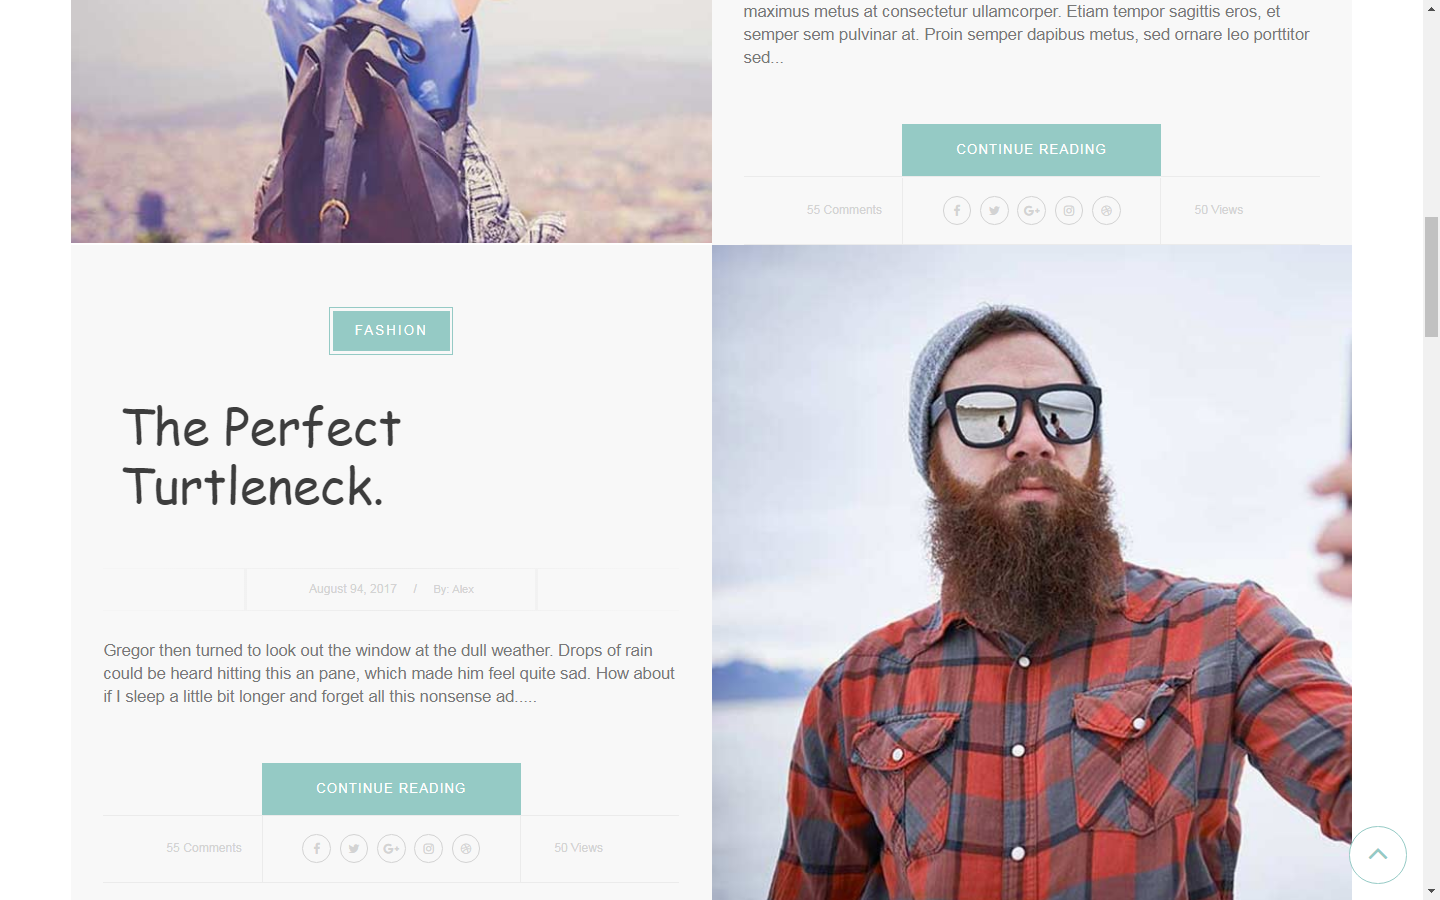 maximus metus at consectetur ullamcorper. Etiam tempor sagittis eros, et
semper sem pulvinar at. Proin semper dapibus metus, sed ornare leo porttitor
sed...
CONTINUE READING
55 Comments
50 Views
FASHION
The Perfect
Turtleneck.
August 94, 2017 / By: Alex
Gregor then turned to look out the window at the dull weather. Drops of rain
could be heard hitting this an pane, which made him feel quite sad. How about
if I sleep a little bit longer and forget all this nonsense ad.....
CONTINUE READING
55 Comments
50 Views